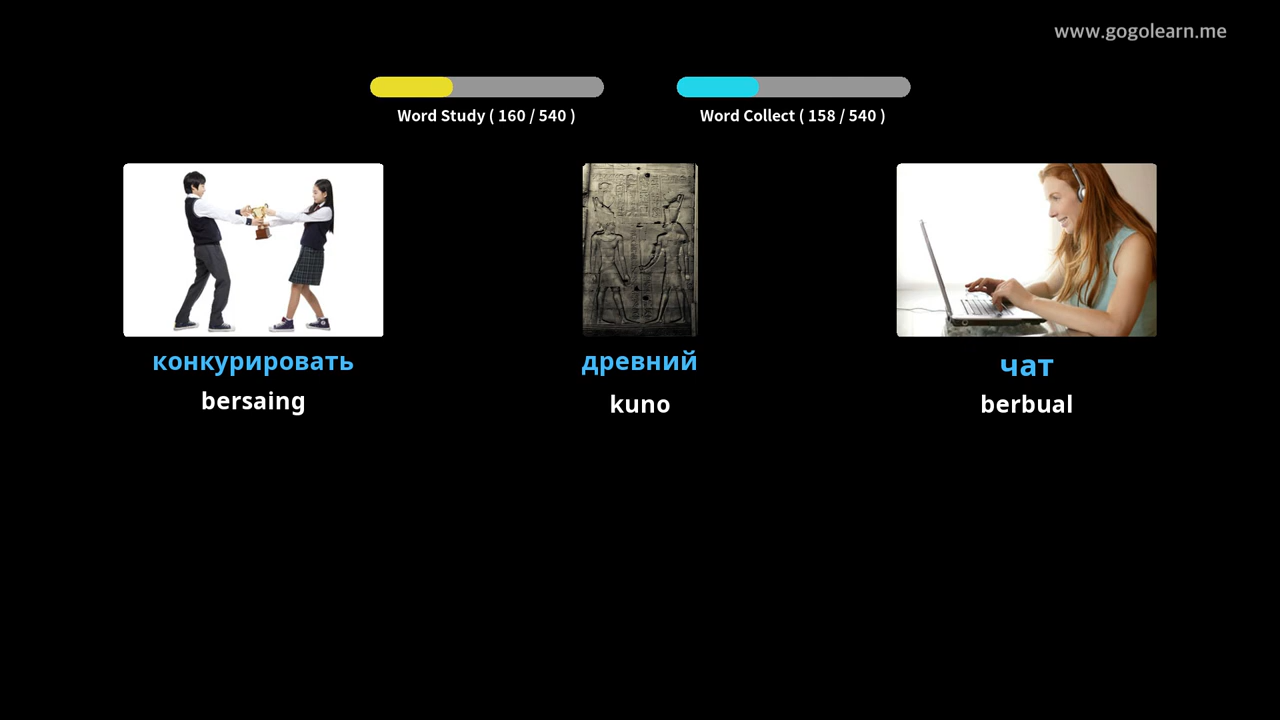 www.gogolearn.me
Word Study ( 160 / 540 )
Word Collect ( 158 / 540 )
конкурировать
древний
чат
bersaing
kuno
berbual